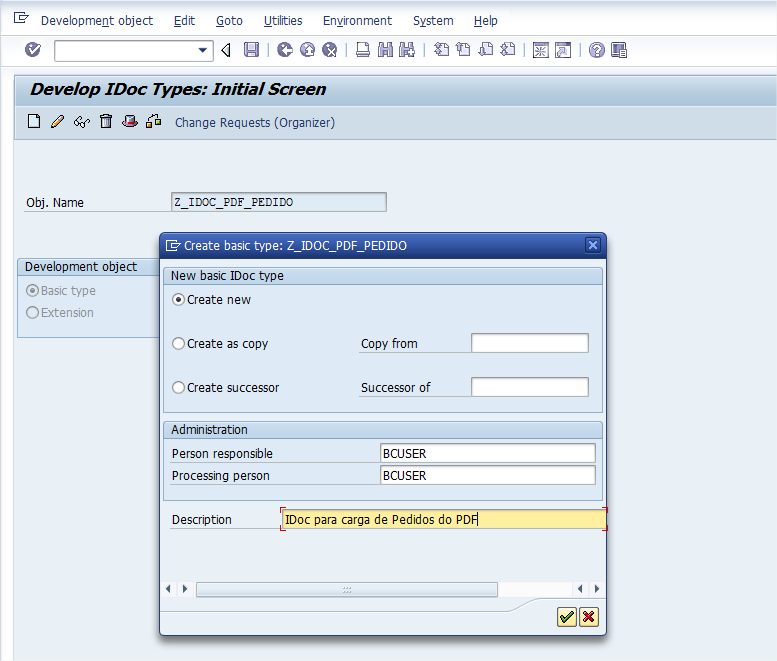 Development object Edit Goto Utilities Environment System Help
Develop IDoc Types: Initial Screen
Change Requests (Organizer)
Obj. Name Z_IDOC_PDF_PEDIDO
Development object
Basic type
Extension
Create basic type: Z_IDOC_PDF_PEDIDO
New basic IDoc type
Create new
Create as copy Copy from
Create successor Successor of
Administration
Person responsible BCUSER
Processing person BCUSER
Description IDoc para carga de Pedidos do PDF